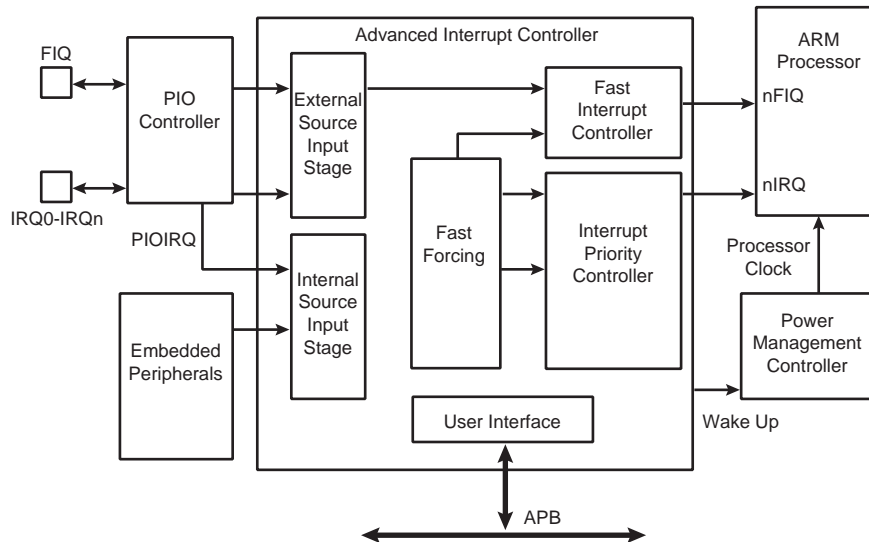 Advanced Interrupt Controller
FIQ
PIO
Controller
External
Source
Input
Stage
Fast
Interrupt
Controller
ARM
Processor
nFIQ
nIRQ
IRQ0-IRQn
PIOIRQ
Fast
Forcing
Interrupt
Priority
Controller
Processor
Clock
Internal
Source
Input
Stage
Embedded
Peripherals
Power
Management
Controller
User Interface
Wake Up
APB